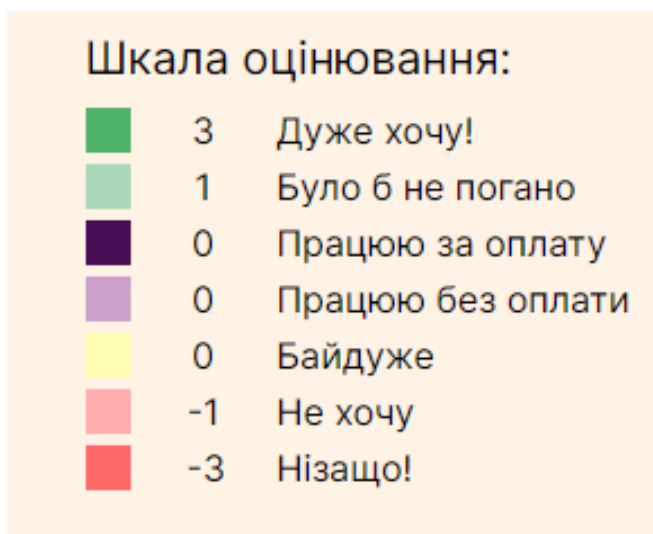 Шкала оцінювання:
3 Дуже хочу!
1 Було б не погано
0 Працюю за оплату
0 Працюю без оплати
0 Байдуже
-1 Не хочу
-3 Нізащо!